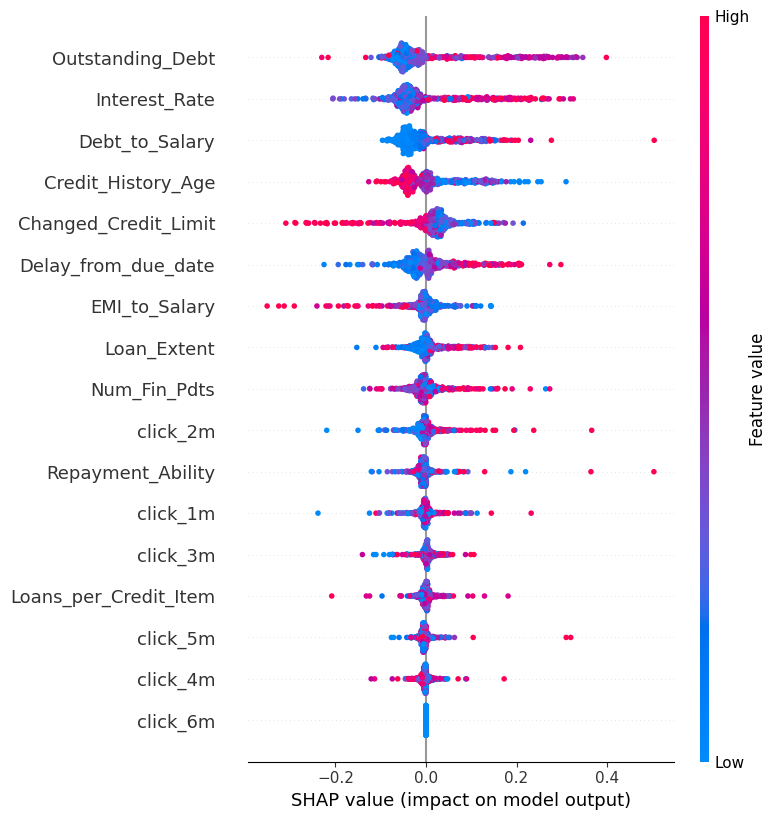 High
Outstanding_Debt
Interest_Rate
Debt_to_Salary
Credit_History_Age
Changed_Credit_Limit
Delay_from_due_date
EMI_to_Salary
Loan_Extent
Num_Fin_Pdts
click_2m
Repayment_Ability
click_1m
click_3m
Loans_per_Credit_Item
click_5m
click_4m
click_6m
Feature value
Low
−0.2 0.0 0.2 0.4
SHAP value (impact on model output)